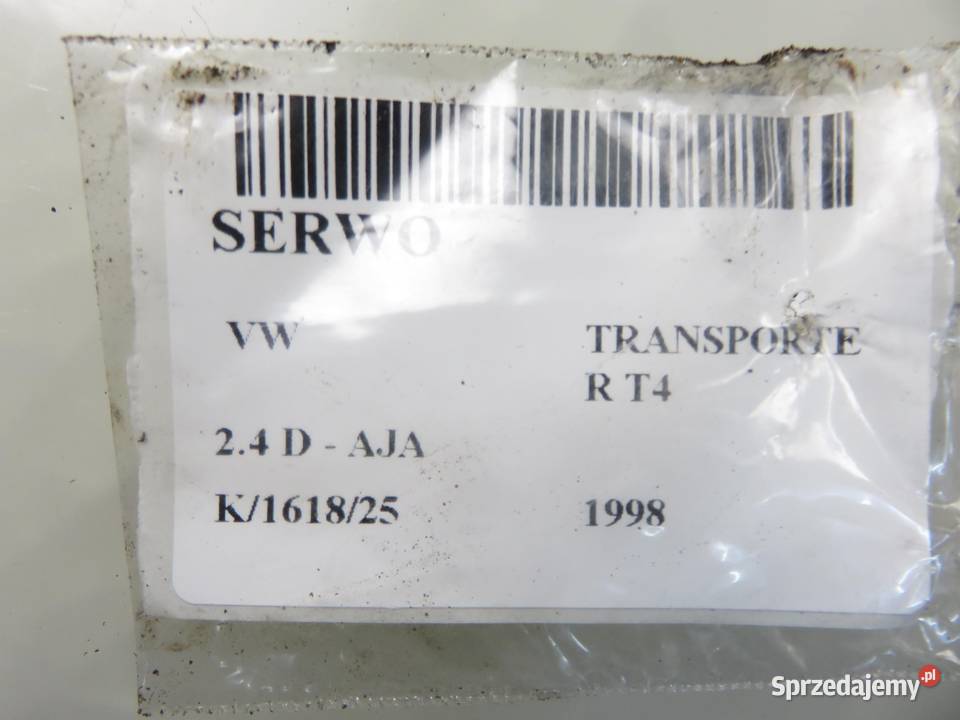 SERWO
VW TRANSPORTE
R T4
2.4 D - AJA
K/1618/25 1998
Sprzedajemy.pl